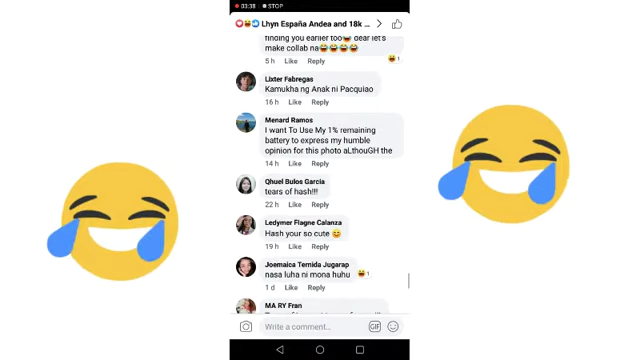 03:38 STOP
Lhyn España Andea and 18k ...
finding you earlier too dear let's
make collab na
1
5 h Like Reply
Lixter Fabregas
Kamukha ng Anak ni Pacquiao
16 h Like Reply
Menard Ramos
I want To Use My 1% remaining
battery to express my humble
opinion for this photo aLthouGH the
14 h Like Reply
Qhuel Bulos Garcia
tears of hash!!!
22 h Like Reply
Ledymer Flagne Calanza
Hash your so cute
19 h Like Reply
Joemaica Ternida Jugarap
nasa luha ni mona huhu
1
1 d Like Reply
MA RY Fran
Write a comment...
GIF